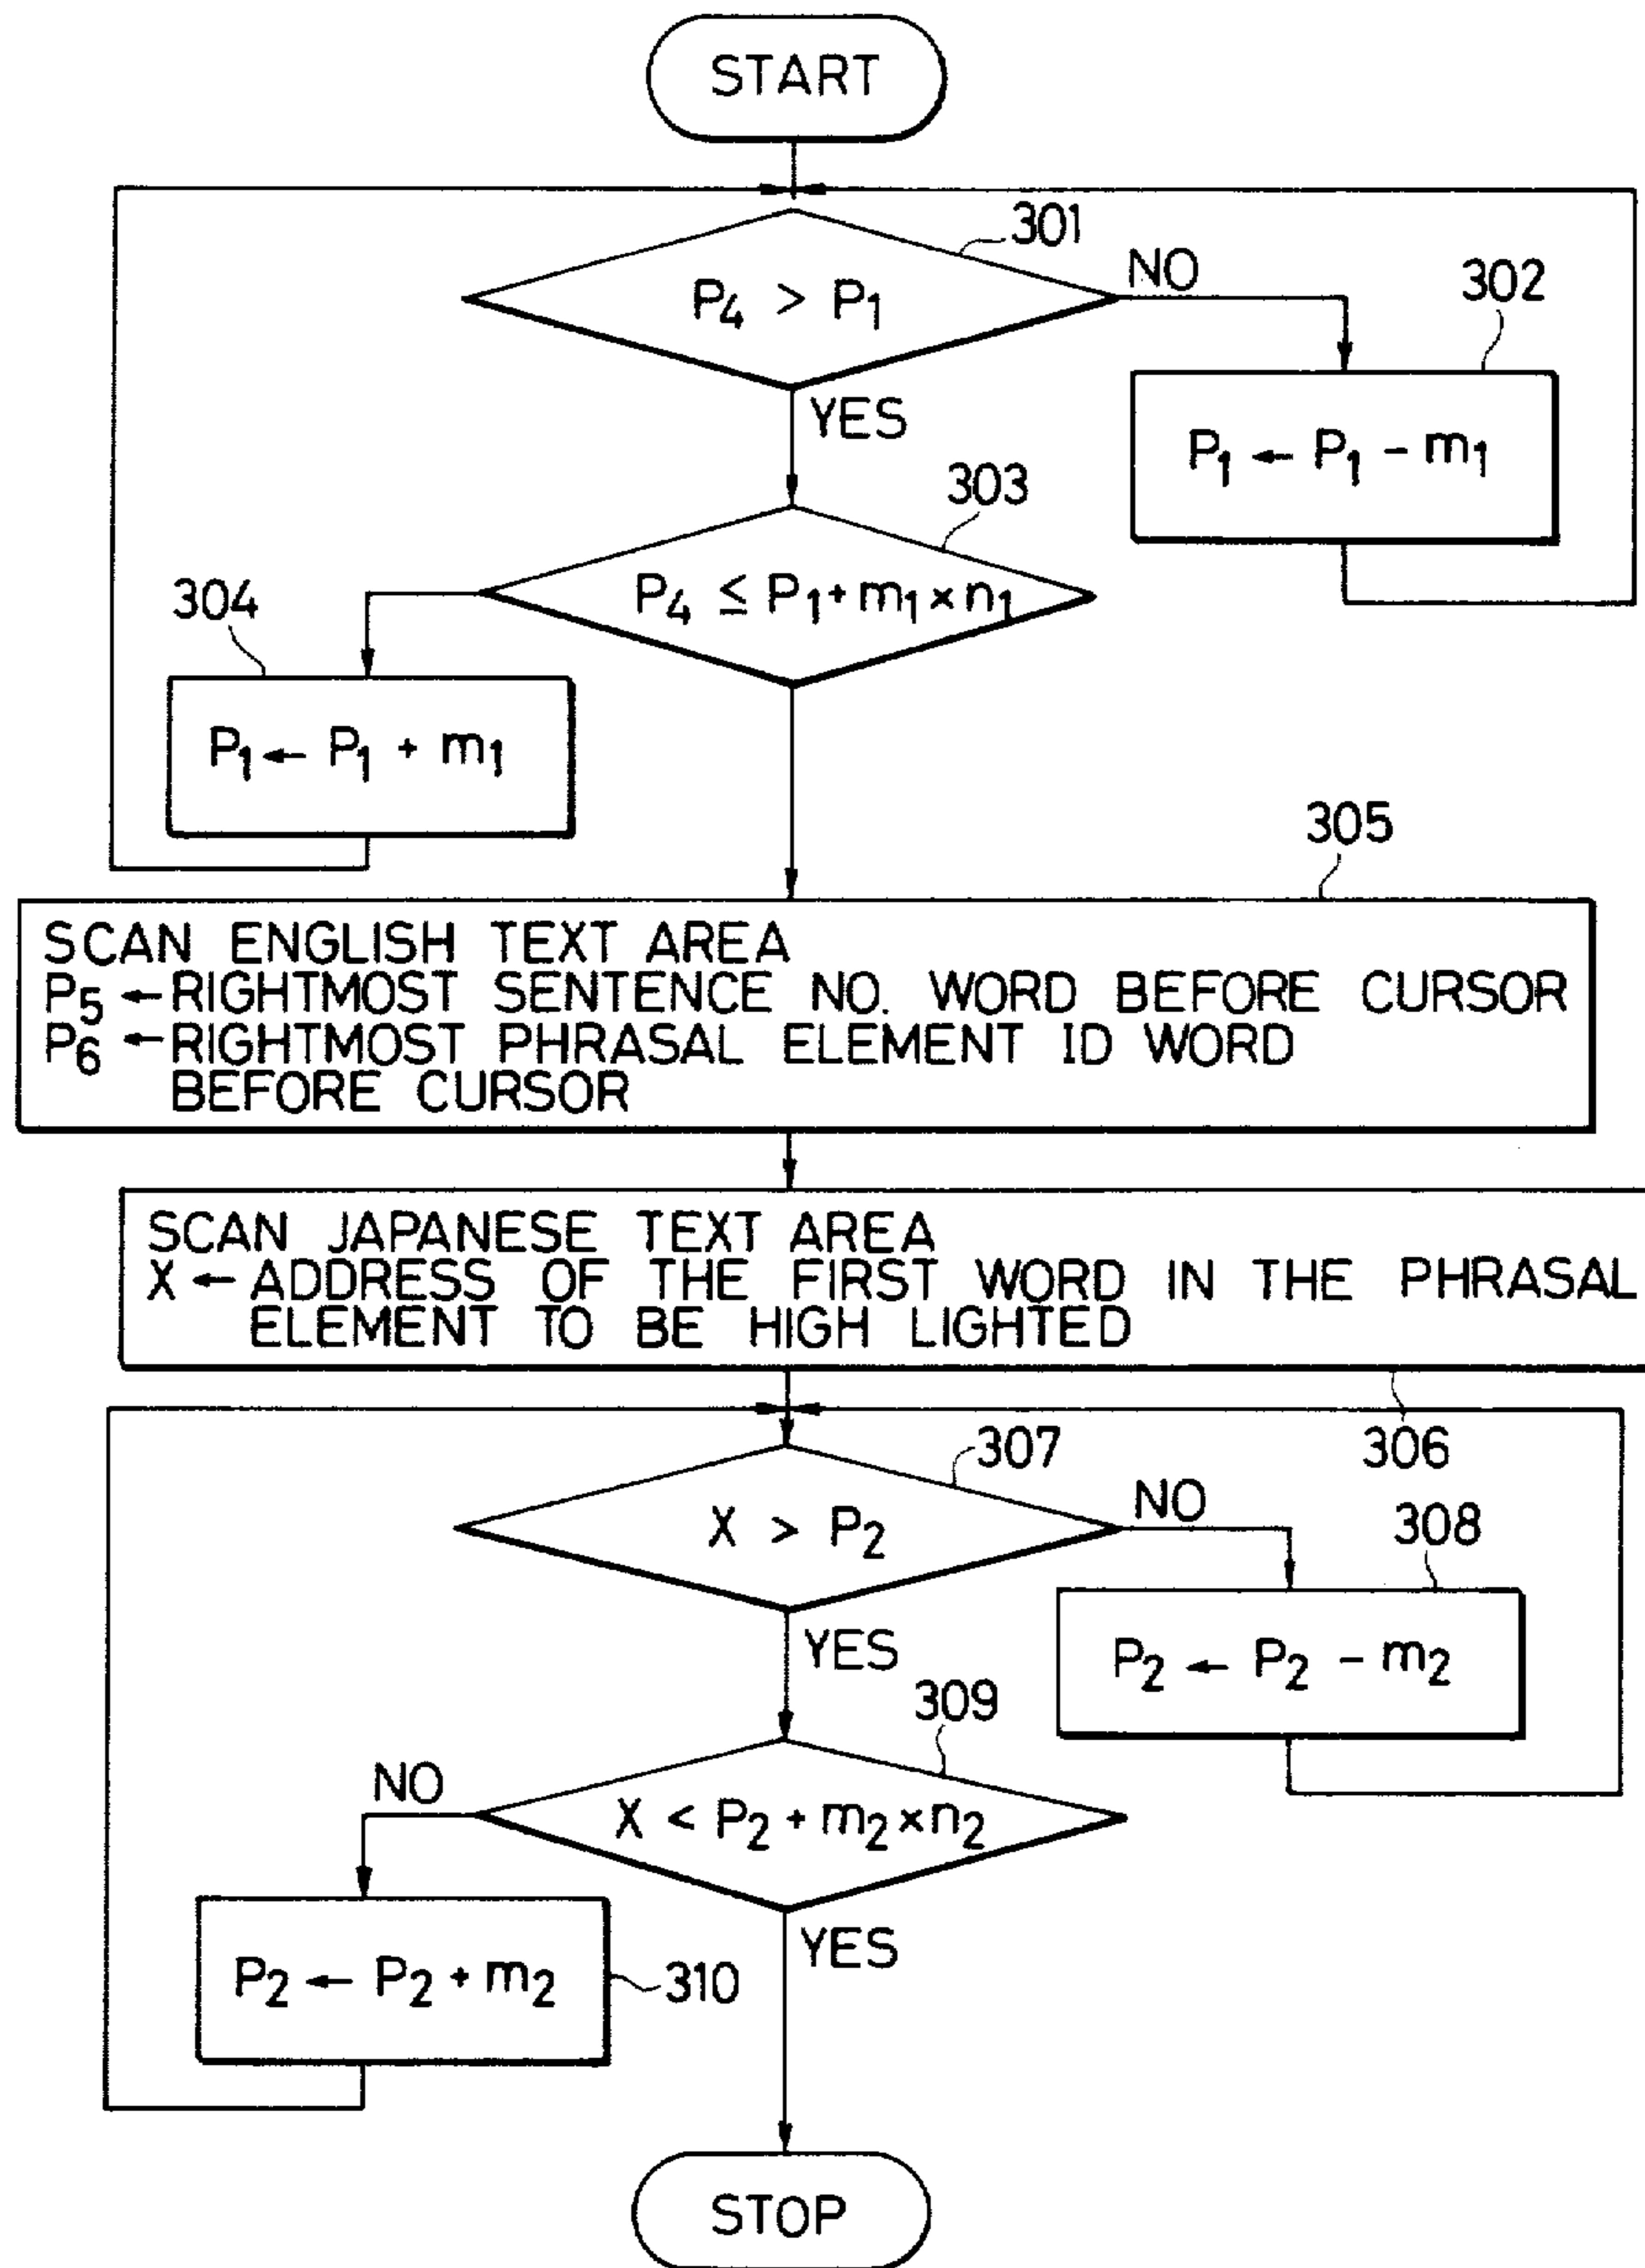 START
301
P₄ > P₁
NO
302
P₁ ← P₁ - m₁
YES
303
P₄ ≤ P₁ + m₁ × n₁
304
P₁ ← P₁ + m₁
305
SCAN ENGLISH TEXT AREA
P₅ ← RIGHTMOST SENTENCE NO. WORD BEFORE CURSOR
P₆ ← RIGHTMOST PHRASAL ELEMENT ID WORD
BEFORE CURSOR
SCAN JAPANESE TEXT AREA
X ← ADDRESS OF THE FIRST WORD IN THE PHRASAL
ELEMENT TO BE HIGH LIGHTED
306
307
X > P₂
NO
308
P₂ ← P₂ - m₂
YES
309
NO
X < P₂ + m₂ × n₂
YES
P₂ ← P₂ + m₂
310
STOP